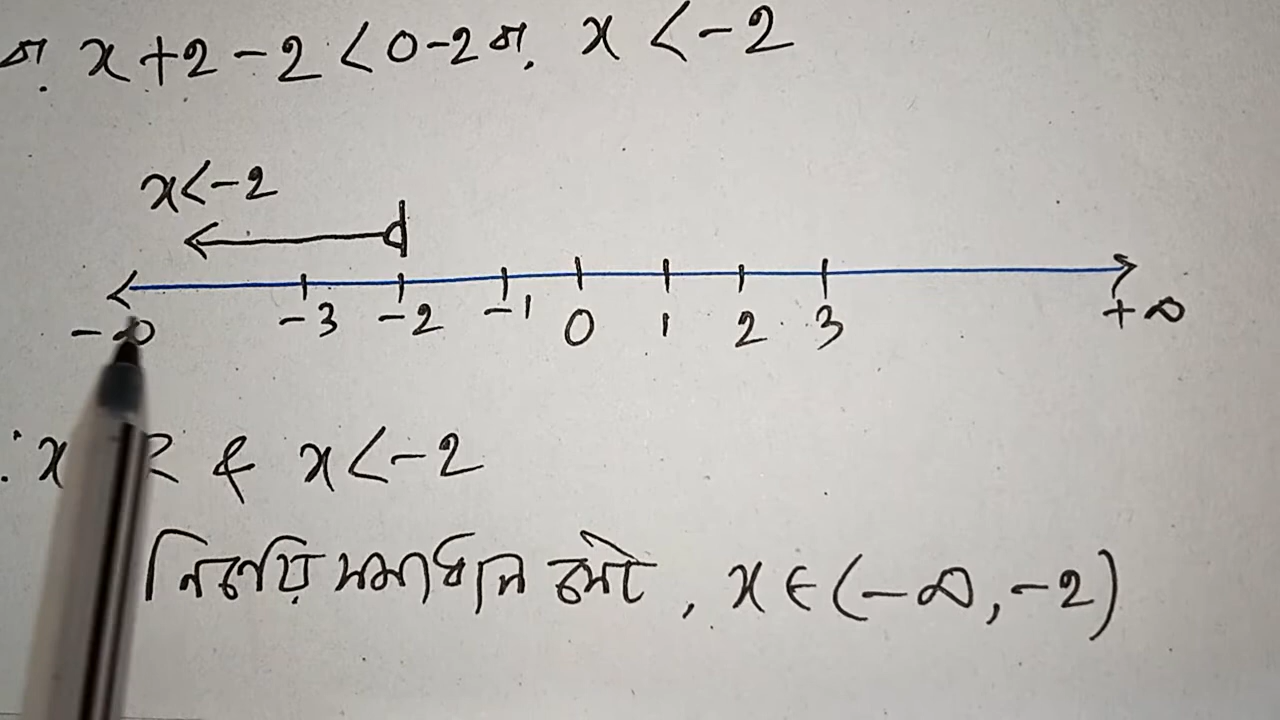 বা, x+2-2<0-2 বা, x<-2
x<-2
-3 -2 -1 0 1 2 3
-∞ +∞
∴ x R & x<-2
নির্ণেয় সমাধান সেট, x∈(-∞,-2)